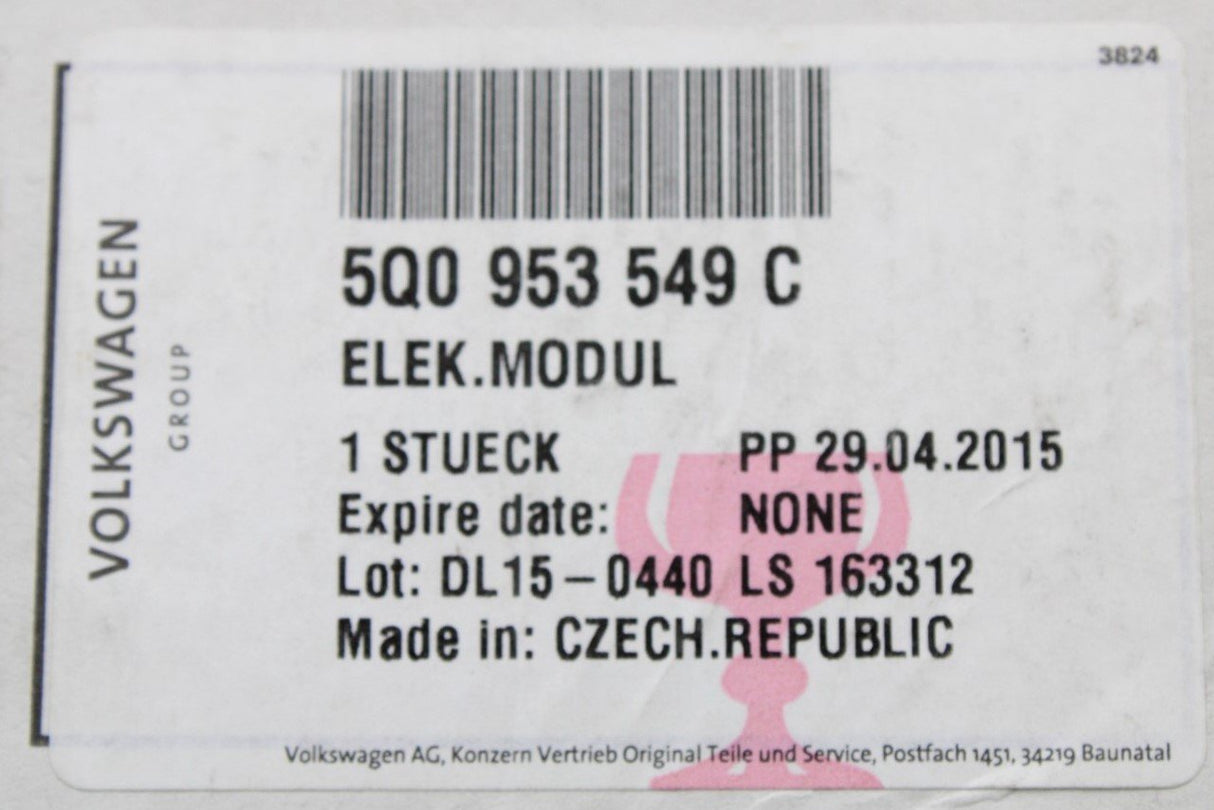 3824
VOLKSWAGEN
GROUP
5Q0 953 549 C
ELEK.MODUL
1 STUECK PP 29.04.2015
Expire date: NONE
Lot: DL15-0440 LS 163312
Made in: CZECH.REPUBLIC
Volkswagen AG, Konzern Vertrieb Original Teile und Service, Postfach 1451, 34219 Baunatal